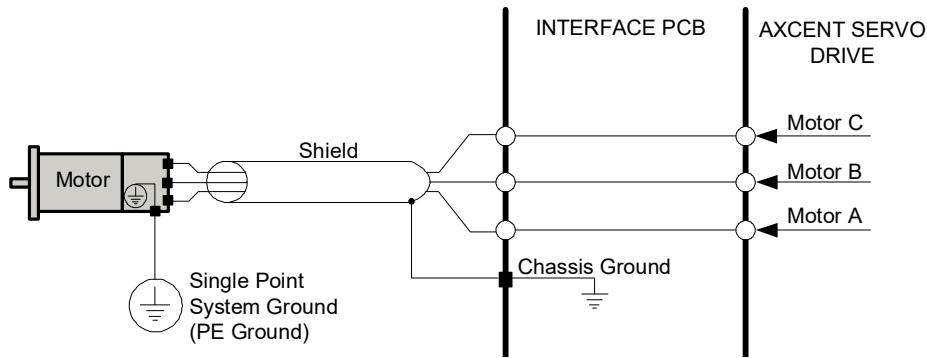 INTERFACE PCB
AXCENT SERVO
DRIVE
Motor C
Shield
Motor
Motor B
Motor A
Chassis Ground
Single Point
System Ground
(PE Ground)